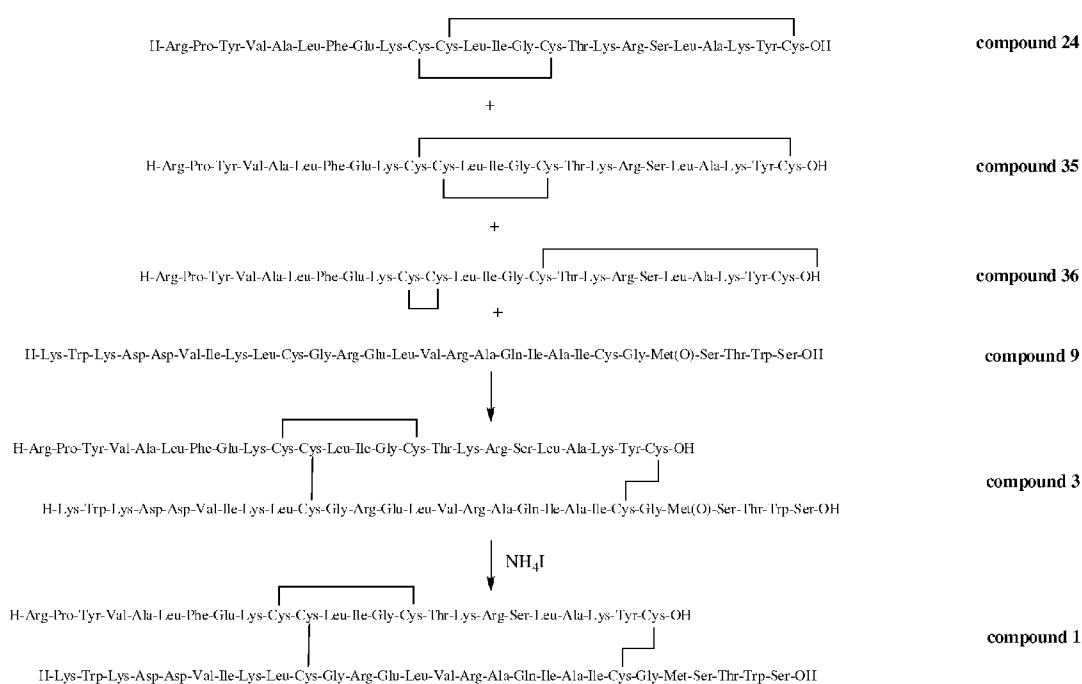 H-Arg-Pro-Tyr-Val-Ala-Leu-Phe-Glu-Lys-Cys-Cys-Leu-Ile-Gly-Cys-Thr-Lys-Arg-Ser-Leu-Ala-Lys-Tyr-Cys-OH compound 24
+
H-Arg-Pro-Tyr-Val-Ala-Leu-Phe-Glu-Lys-Cys-Cys-Leu-Ile-Gly-Cys-Thr-Lys-Arg-Ser-Leu-Ala-Lys-Tyr-Cys-OH compound 35
+
H-Arg-Pro-Tyr-Val-Ala-Leu-Phe-Glu-Lys-Cys-Cys-Leu-Ile-Gly-Cys-Thr-Lys-Arg-Ser-Leu-Ala-Lys-Tyr-Cys-OH compound 36
+
H-Lys-Trp-Lys-Asp-Asp-Val-Ile-Lys-Leu-Cys-Gly-Arg-Glu-Leu-Val-Arg-Ala-Gln-Ile-Ala-Ile-Cys-Gly-Met(O)-Ser-Thr-Trp-Ser-OH compound 9
H-Arg-Pro-Tyr-Val-Ala-Leu-Phe-Glu-Lys-Cys-Cys-Leu-Ile-Gly-Cys-Thr-Lys-Arg-Ser-Leu-Ala-Lys-Tyr-Cys-OH
compound 3
H-Lys-Trp-Lys-Asp-Asp-Val-Ile-Lys-Leu-Cys-Gly-Arg-Glu-Leu-Val-Arg-Ala-Gln-Ile-Ala-Ile-Cys-Gly-Met(O)-Ser-Thr-Trp-Ser-OH
NH4I
H-Arg-Pro-Tyr-Val-Ala-Leu-Phe-Glu-Lys-Cys-Cys-Leu-Ile-Gly-Cys-Thr-Lys-Arg-Ser-Leu-Ala-Lys-Tyr-Cys-OH
compound 1
H-Lys-Trp-Lys-Asp-Asp-Val-Ile-Lys-Leu-Cys-Gly-Arg-Glu-Leu-Val-Arg-Ala-Gln-Ile-Ala-Ile-Cys-Gly-Met-Ser-Thr-Trp-Ser-OH